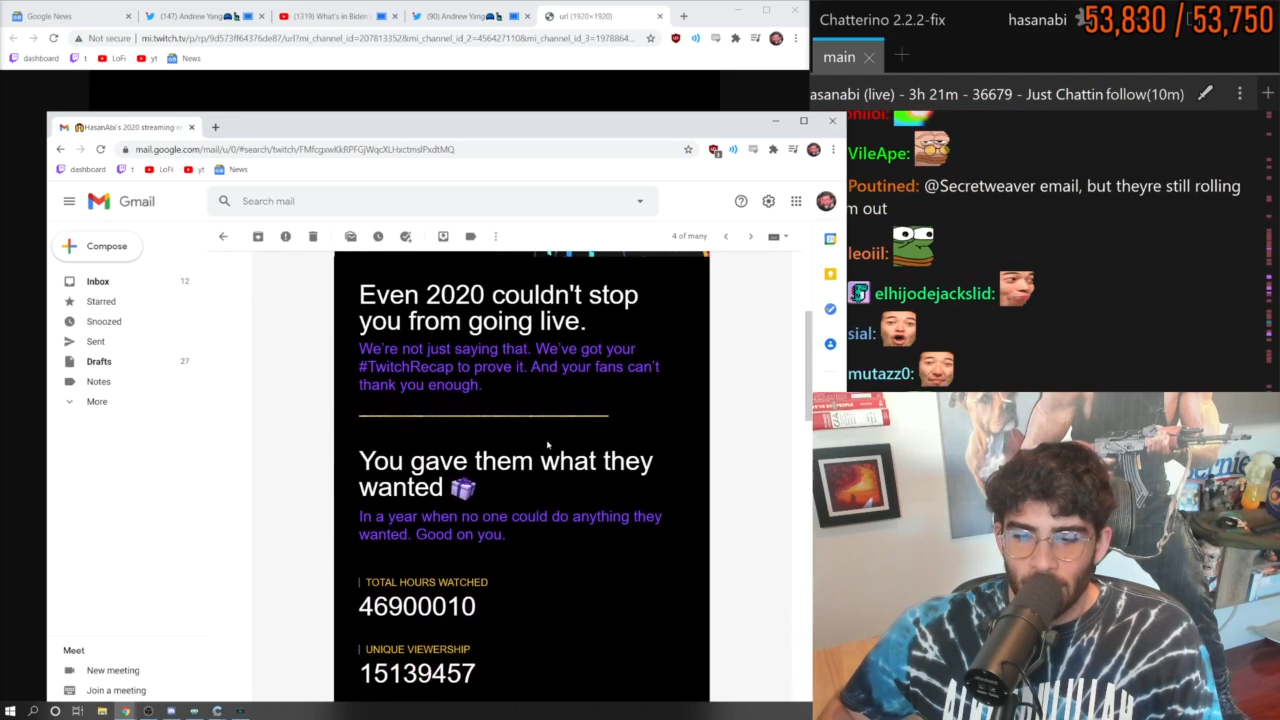 Google News
(147) Andrew Yang
(1319) What's in Biden'
(90) Andrew Yang
url (1920×1920)
Not secure | mi.twitch.tv/p/rp/9d573ff64376de87/url?mi_channel_id=207813352&mi_channel_id_2=456427110&mi_channel_id_3=1978864...
dashboard t LoFi yt News
HasanAbi's 2020 streaming r
mail.google.com/mail/u/0/#search/twitch/FMfcgxwKkRPFGjWqcXLHxctmslPxdtMQ
dashboard t LoFi yt News
Gmail
Search mail
Compose
4 of many
Inbox 12
Starred
Snoozed
Sent
Drafts 27
Notes
More
Even 2020 couldn't stop
you from going live.
We're not just saying that. We've got your
#TwitchRecap to prove it. And your fans can't
thank you enough.
You gave them what they
wanted
In a year when no one could do anything they
wanted. Good on you.
TOTAL HOURS WATCHED
46900010
UNIQUE VIEWERSHIP
15139457
Meet
New meeting
Join a meeting
Chatterino 2.2.2-fix
hasanabi
53,830 / 53,750
main
asanabi (live) - 3h 21m - 36679 - Just Chattin follow(10m)
VileApe:
Poutined: @Secretweaver email, but theyre still rolling
m out
leoiil:
elhijodejackslid:
sial:
mutazz0:
Bernie